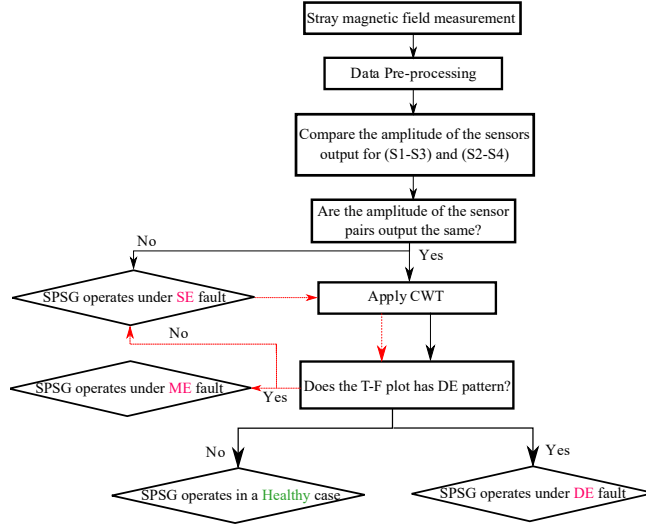 Stray magnetic field measurement
Data Pre-processing
Compare the amplitude of the sensors
output for (S1-S3) and (S2-S4)
Are the amplitude of the sensor
pairs output the same?
No
Yes
SPSG operates under SE fault
Apply CWT
No
SPSG operates under ME fault
Yes
Does the T-F plot has DE pattern?
No
Yes
SPSG operates in a Healthy case
SPSG operates under DE fault